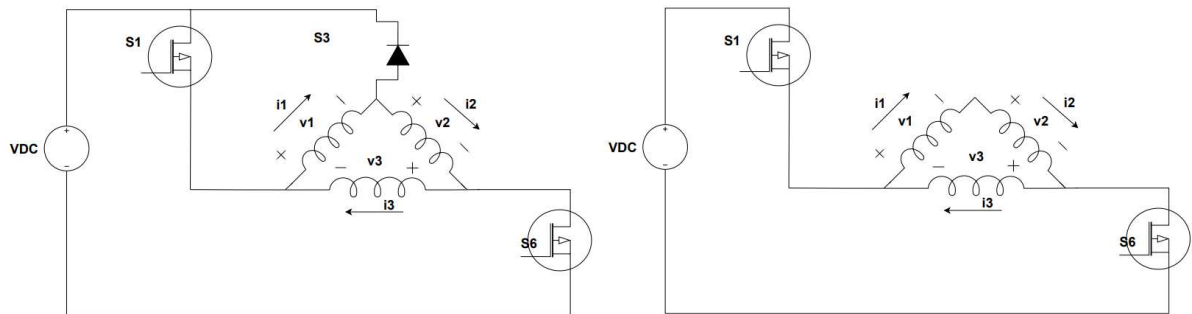 S1
S3
i1
i2
v1
v2
VDC
+
−
v3
− +
i3
S6
S1
i1
i2
v1
v2
VDC
+
−
v3
− +
i3
S6